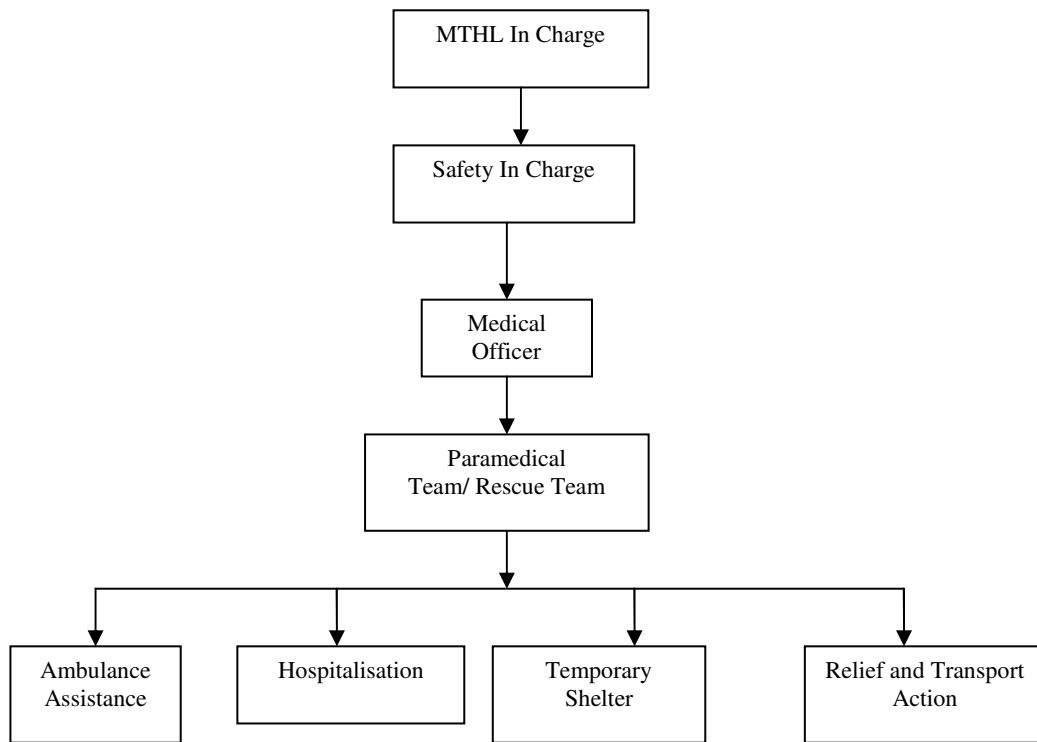 MTHL In Charge
Safety In Charge
Medical
Officer
Paramedical
Team/ Rescue Team
Ambulance
Assistance
Hospitalisation
Temporary
Shelter
Relief and Transport
Action